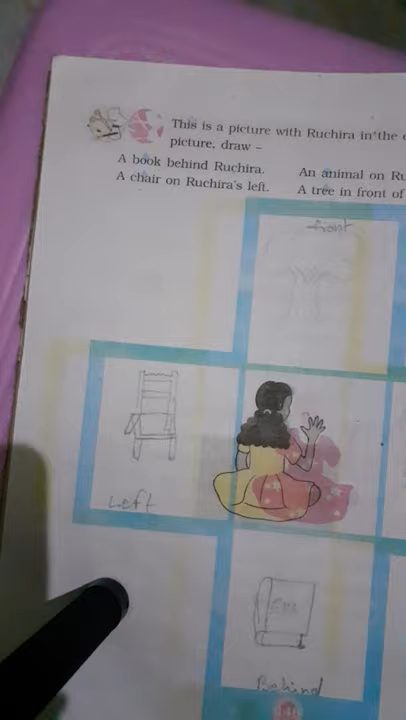 This is a picture with Ruchira in the
picture, draw –
A book behind Ruchira.
An animal on Ru
A chair on Ruchira's left.
A tree in front of
front
Left
Behind